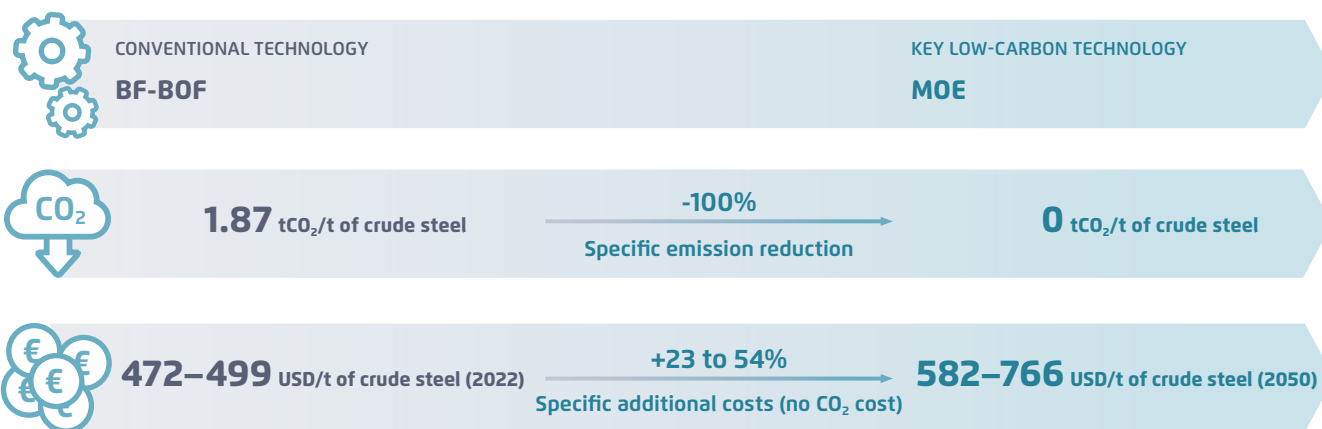 CONVENTIONAL TECHNOLOGY
KEY LOW-CARBON TECHNOLOGY
BF-BOF
MOE
CO₂
1.87 tCO₂/t of crude steel
-100%
Specific emission reduction
0 tCO₂/t of crude steel
€
€
€
€
€
472–499 USD/t of crude steel (2022)
+23 to 54%
Specific additional costs (no CO₂ cost)
582–766 USD/t of crude steel (2050)